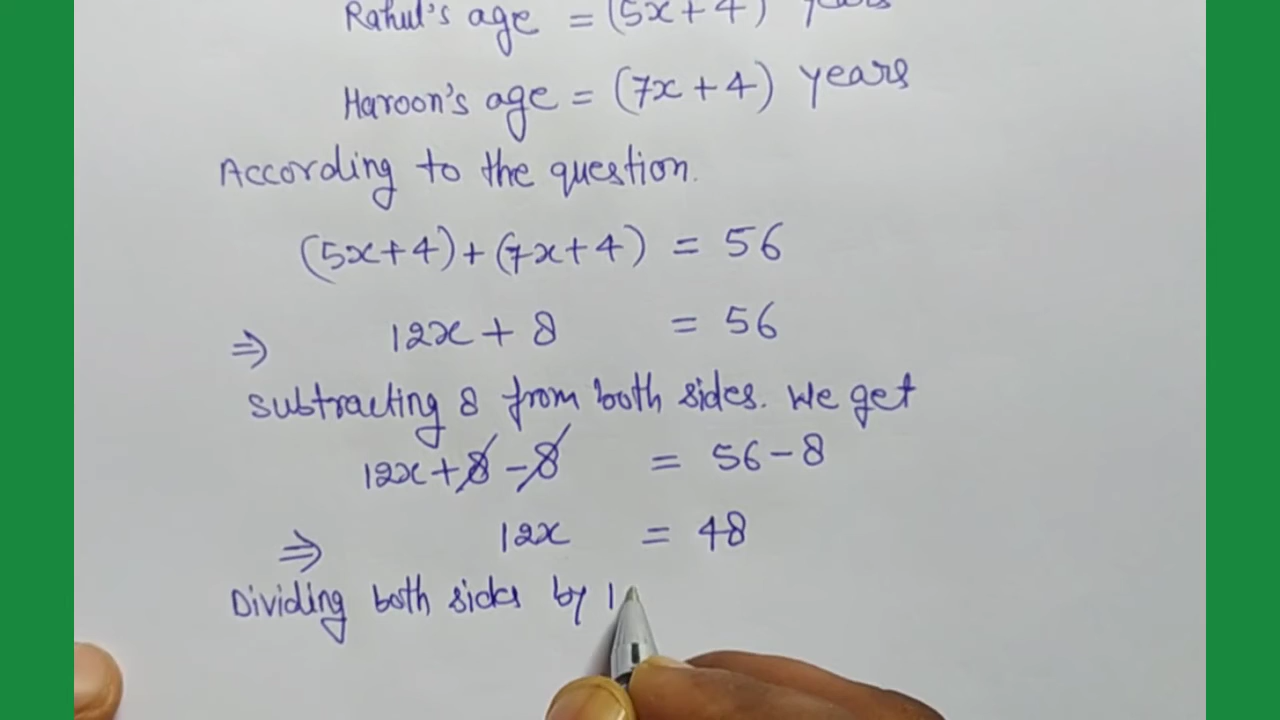 Rahul's age = (5x+4) years
Haroon's age = (7x+4) years
According to the question.
(5x+4)+(7x+4) = 56
⇒ 12x+8 = 56
Subtracting 8 from both sides. We get
12x+8-8 = 56-8
⇒ 12x = 48
Dividing both sides by 1